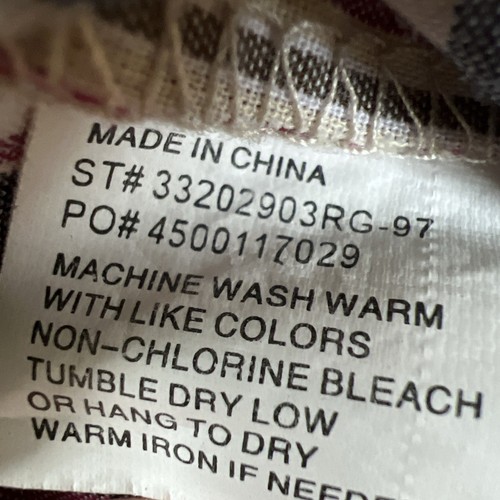 MADE IN CHINA
ST# 33202903RG-97
PO# 4500117029
MACHINE WASH WARM
WITH LIKE COLORS
NON-CHLORINE BLEACH
TUMBLE DRY LOW
OR HANG TO DRY
WARM IRON IF